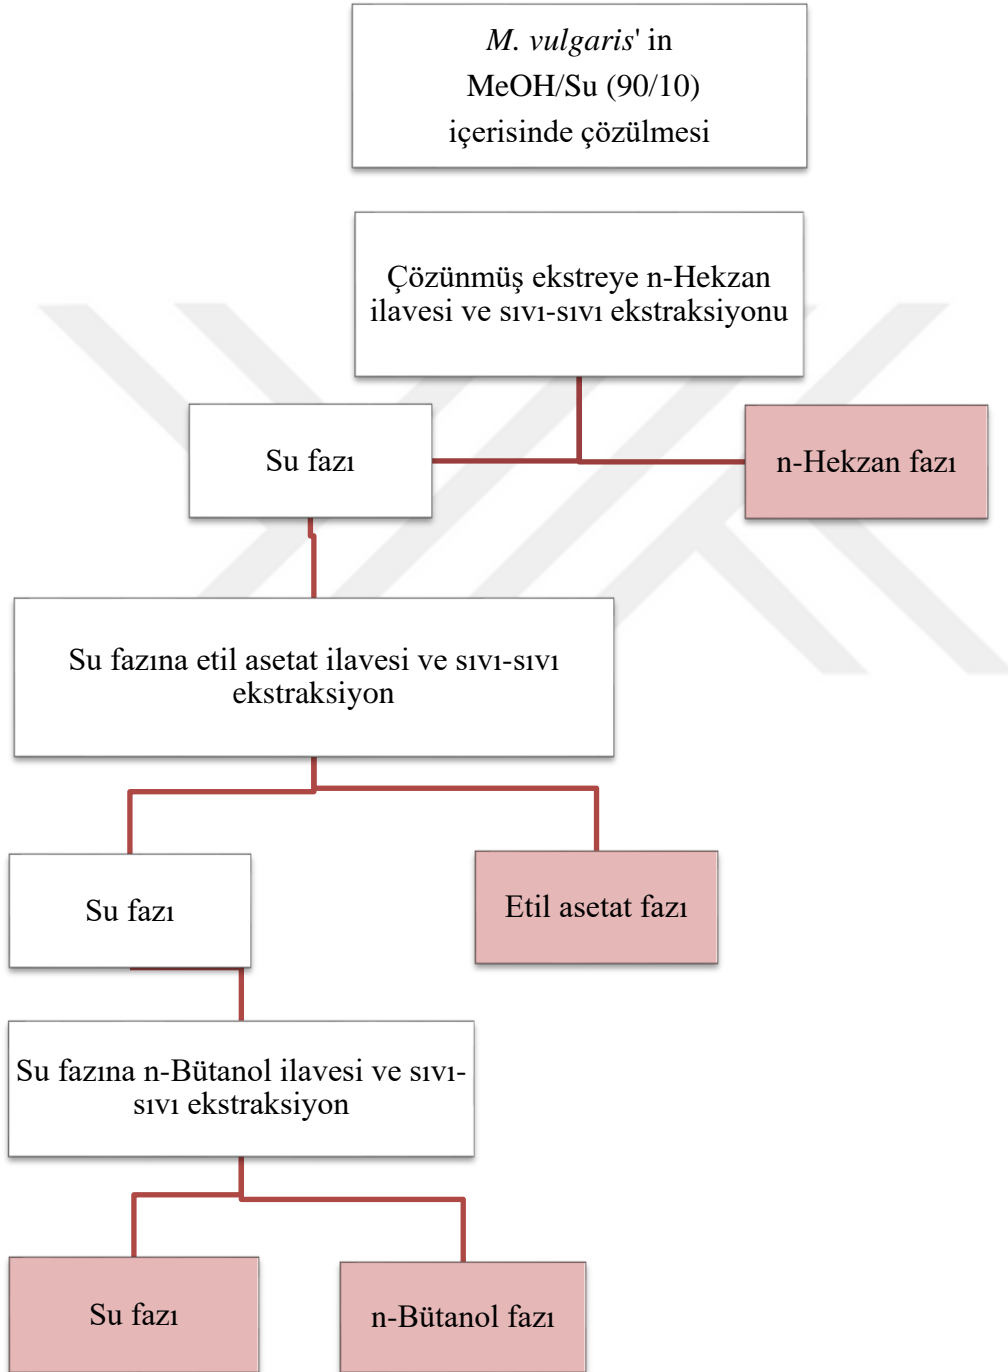 M. vulgaris' in
MeOH/Su (90/10)
içerisinde çözülmesi
Çözünmüş ekstreye n-Hekzan
ilavesi ve sıvı-sıvı ekstraksiyonu
Su fazı
n-Hekzan fazı
Su fazına etil asetat ilavesi ve sıvı-sıvı
ekstraksiyon
Su fazı
Etil asetat fazı
Su fazına n-Bütanol ilavesi ve sıvı-
sıvı ekstraksiyon
Su fazı
n-Bütanol fazı